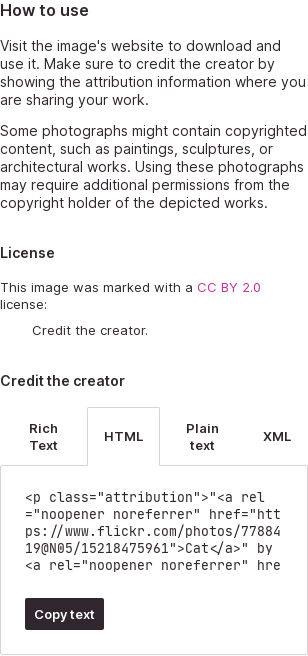 How to use
Visit the image's website to download and
use it. Make sure to credit the creator by
showing the attribution information where you
are sharing your work.
Some photographs might contain copyrighted
content, such as paintings, sculptures, or
architectural works. Using these photographs
may require additional permissions from the
copyright holder of the depicted works.
License
This image was marked with a CC BY 2.0
license:
Credit the creator.
Credit the creator
Rich Text
HTML
Plain text
XML
<p class="attribution">"<a rel
="noopener noreferrer" href="htt
ps://www.flickr.com/photos/77884
19@N05/15218475961">Cat</a>" by
<a rel="noopener noreferrer" hre
Copy text